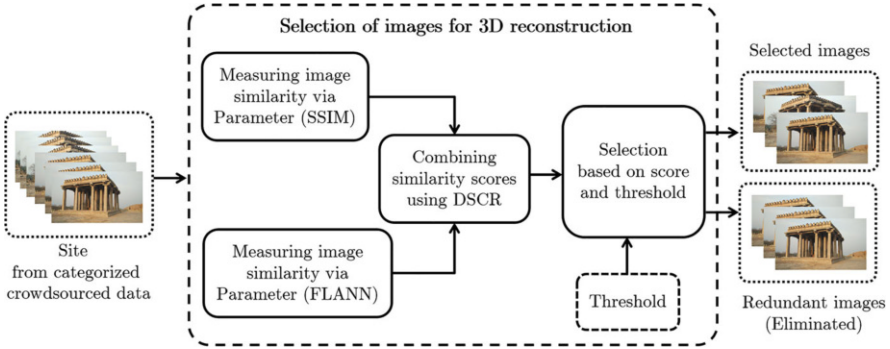 Selection of images for 3D reconstruction
Measuring image
similarity via
Parameter (SSIM)
Combining
similarity scores
using DSCR
Measuring image
similarity via
Parameter (FLANN)
Selection
based on score
and threshold
Threshold
Site
from categorized
crowdsourced data
Selected images
Redundant images
(Eliminated)